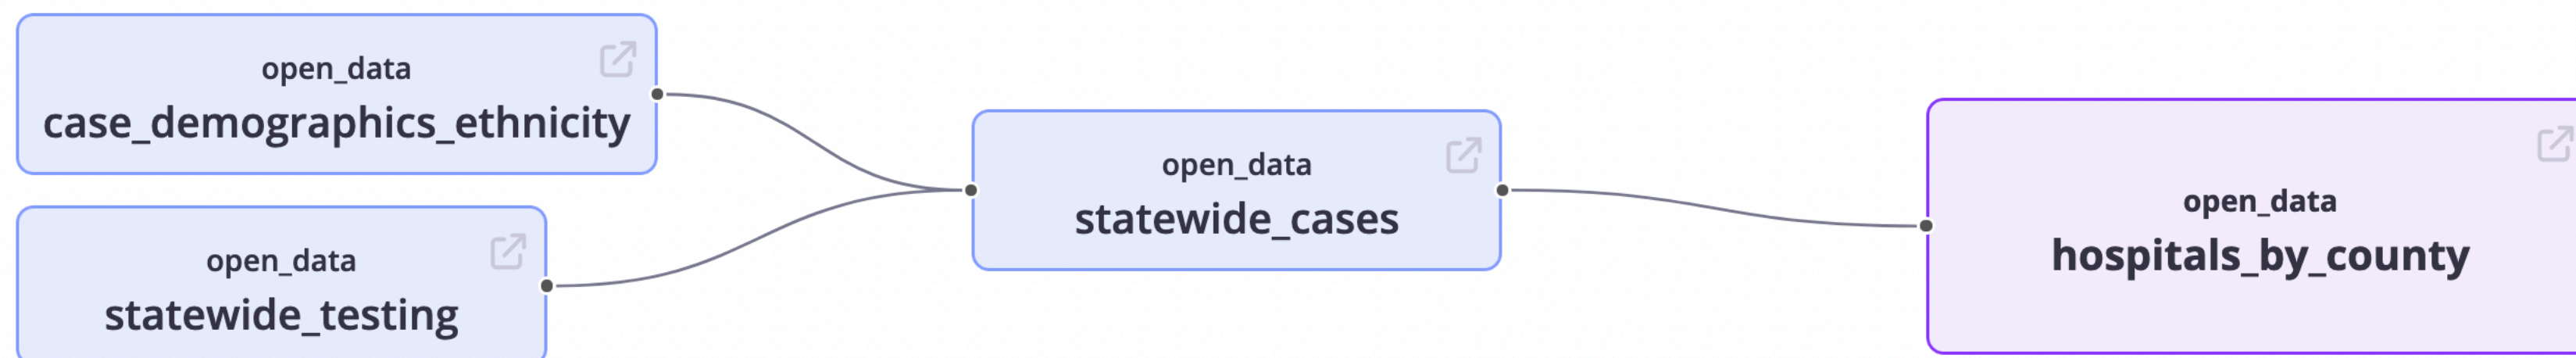 open_data
case_demographics_ethnicity
open_data
statewide_testing
open_data
statewide_cases
open_data
hospitals_by_county